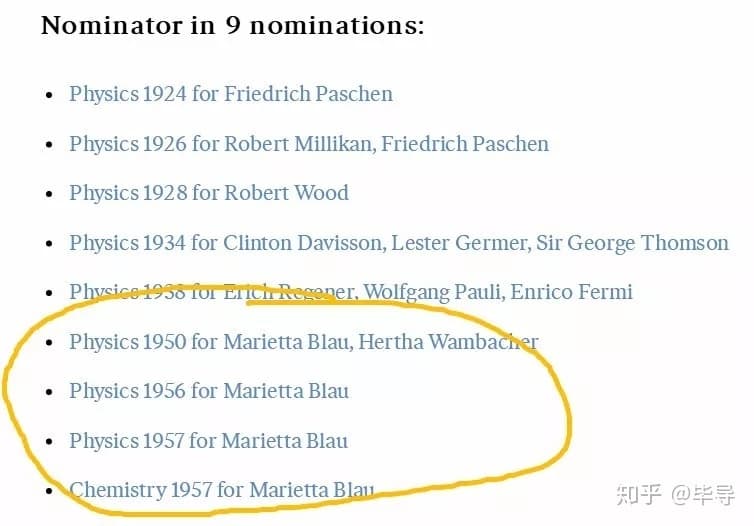 Nominator in 9 nominations:
Physics 1924 for Friedrich Paschen
Physics 1926 for Robert Millikan, Friedrich Paschen
Physics 1928 for Robert Wood
Physics 1934 for Clinton Davisson, Lester Germer, Sir George Thomson
Physics 1938 for Erich Regener, Wolfgang Pauli, Enrico Fermi
Physics 1950 for Marietta Blau, Hertha Wambacher
Physics 1956 for Marietta Blau
Physics 1957 for Marietta Blau
Chemistry 1957 for Marietta Blau
知乎 @毕导